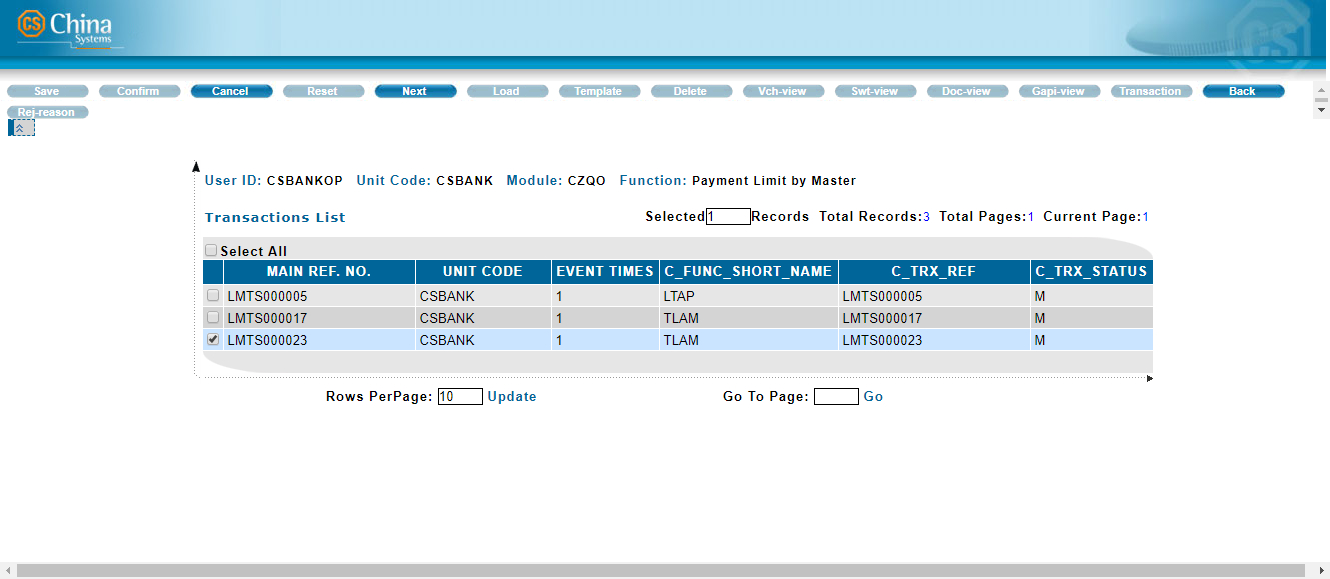 CS China
Systems
CS
Save Confirm Cancel Reset Next Load Template Delete Vch-view Swt-view Doc-view Gapi-view Transaction Back
Rej-reason
User ID: CSBANKOP Unit Code: CSBANK Module: CZQO Function: Payment Limit by Master
Transactions List Selected 1 Records Total Records:3 Total Pages:1 Current Page:1
Select All
MAIN REF. NO. UNIT CODE EVENT TIMES C_FUNC_SHORT_NAME C_TRX_REF C_TRX_STATUS
LMTS000005 CSBANK 1 LTAP LMTS000005 M
LMTS000017 CSBANK 1 TLAM LMTS000017 M
LMTS000023 CSBANK 1 TLAM LMTS000023 M
Rows PerPage: 10 Update Go To Page: Go